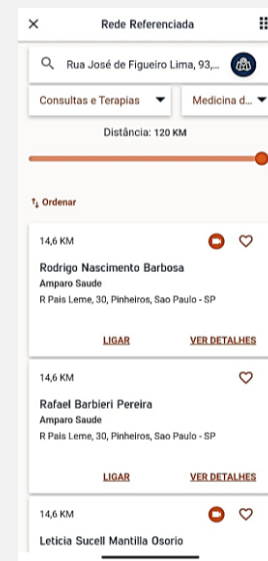 Rede Referenciada
Rua José de Figueiro Lima, 93,...
Consultas e Terapias
Medicina d...
Distância: 120 KM
Ordenar
14,6 KM
Rodrigo Nascimento Barbosa
Amparo Saude
R Pais Leme, 30, Pinheiros, Sao Paulo - SP
LIGAR VER DETALHES
14,6 KM
Rafael Barbieri Pereira
Amparo Saude
R Pais Leme, 30, Pinheiros, Sao Paulo - SP
LIGAR VER DETALHES
14,6 KM
Leticia Sucell Mantilla Osorio